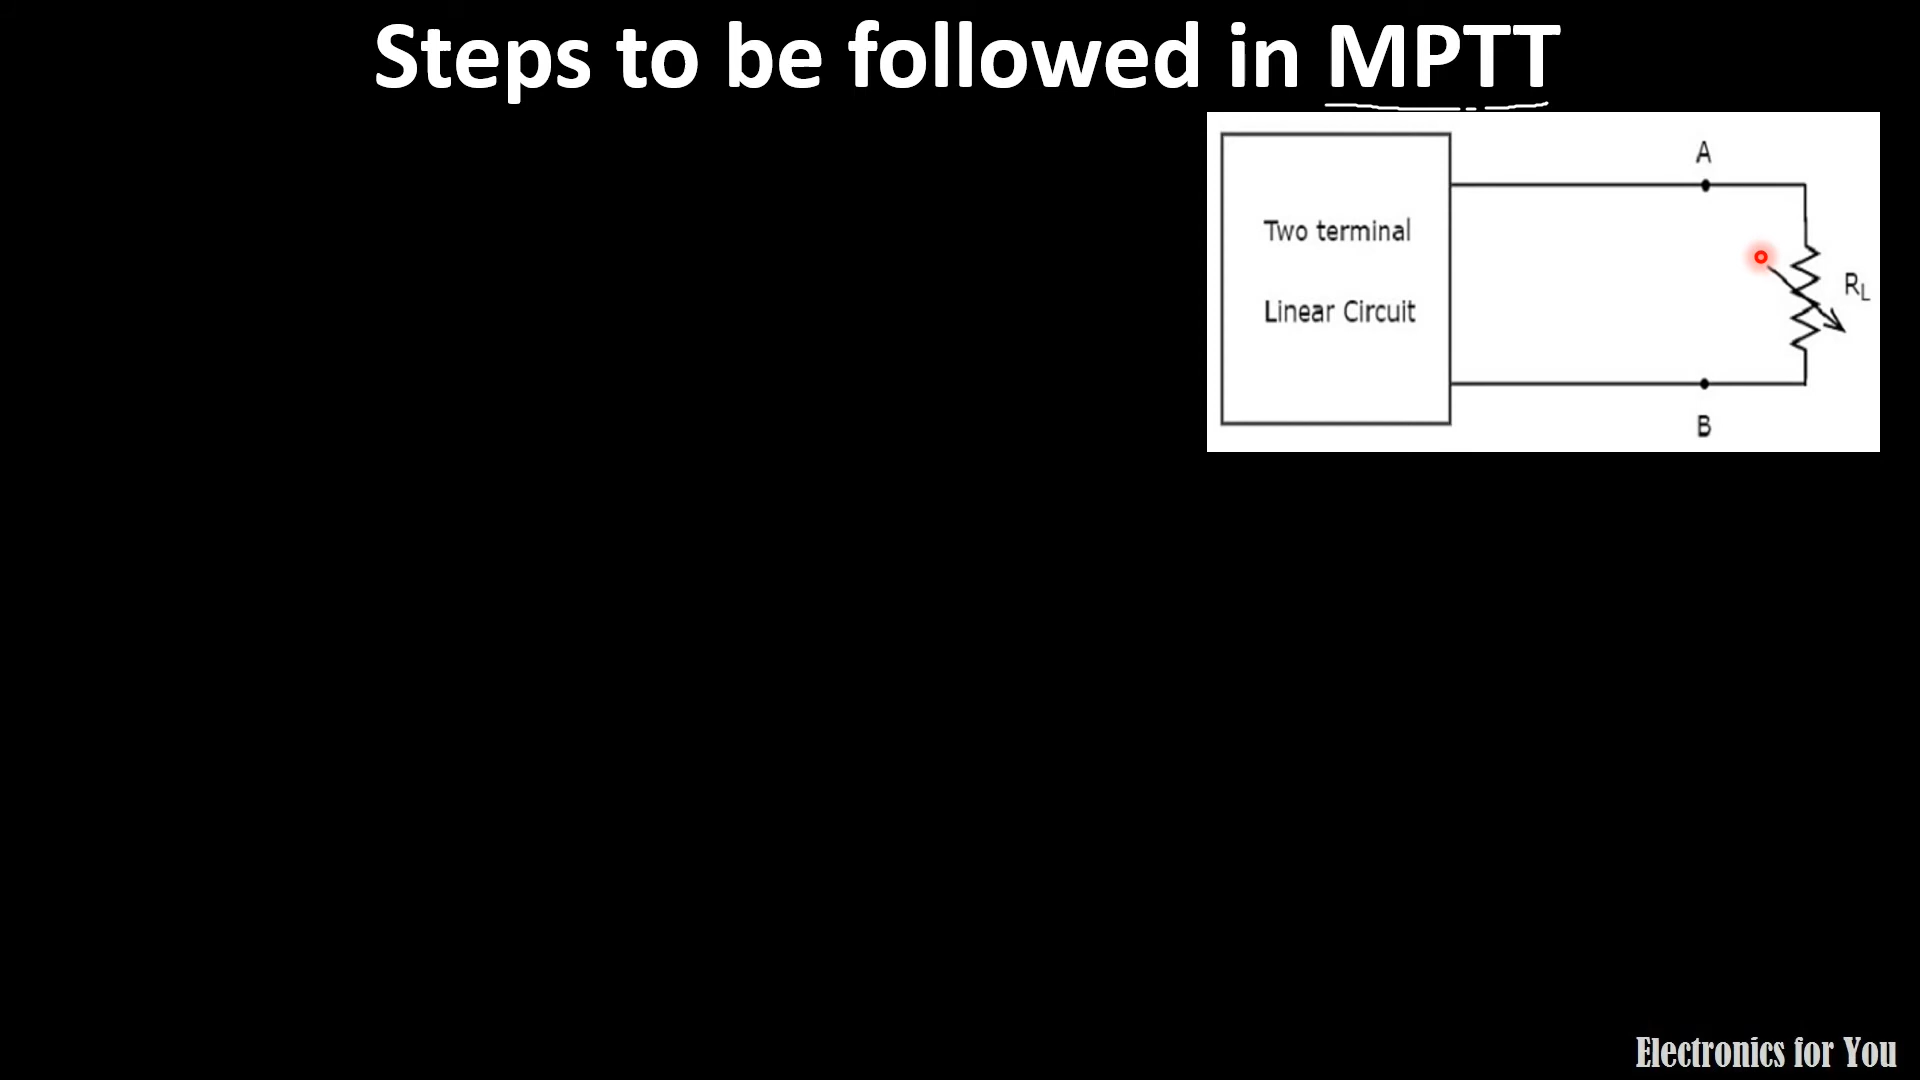 Steps to be followed in MPTT
A
Two terminal
Linear Circuit
RL
B
Electronics for You